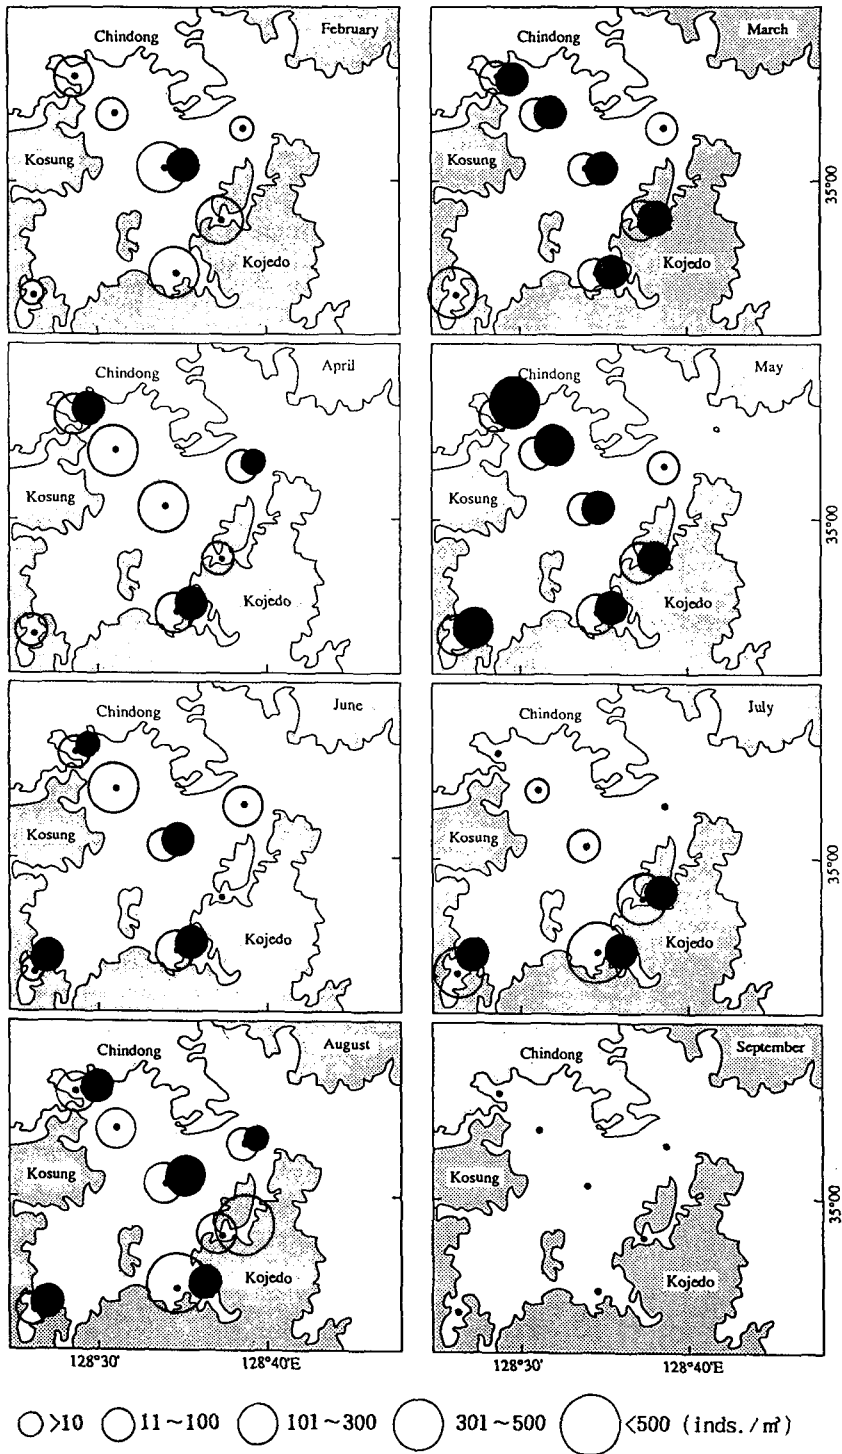 Chindong
February
Kosung
Kojedo
Chindong
March
Kosung
Kojedo
35°00'
Chindong
April
Kosung
Kojedo
Chindong
May
Kosung
Kojedo
35°00'
Chindong
June
Kosung
Kojedo
Chindong
July
Kosung
Kojedo
35°00'
Chindong
August
Kosung
Kojedo
Chindong
September
Kosung
Kojedo
35°00'
128°30' 128°40'E 128°30' 128°40'E
>10 11~100 101~300 301~500 <500 (inds./㎡)